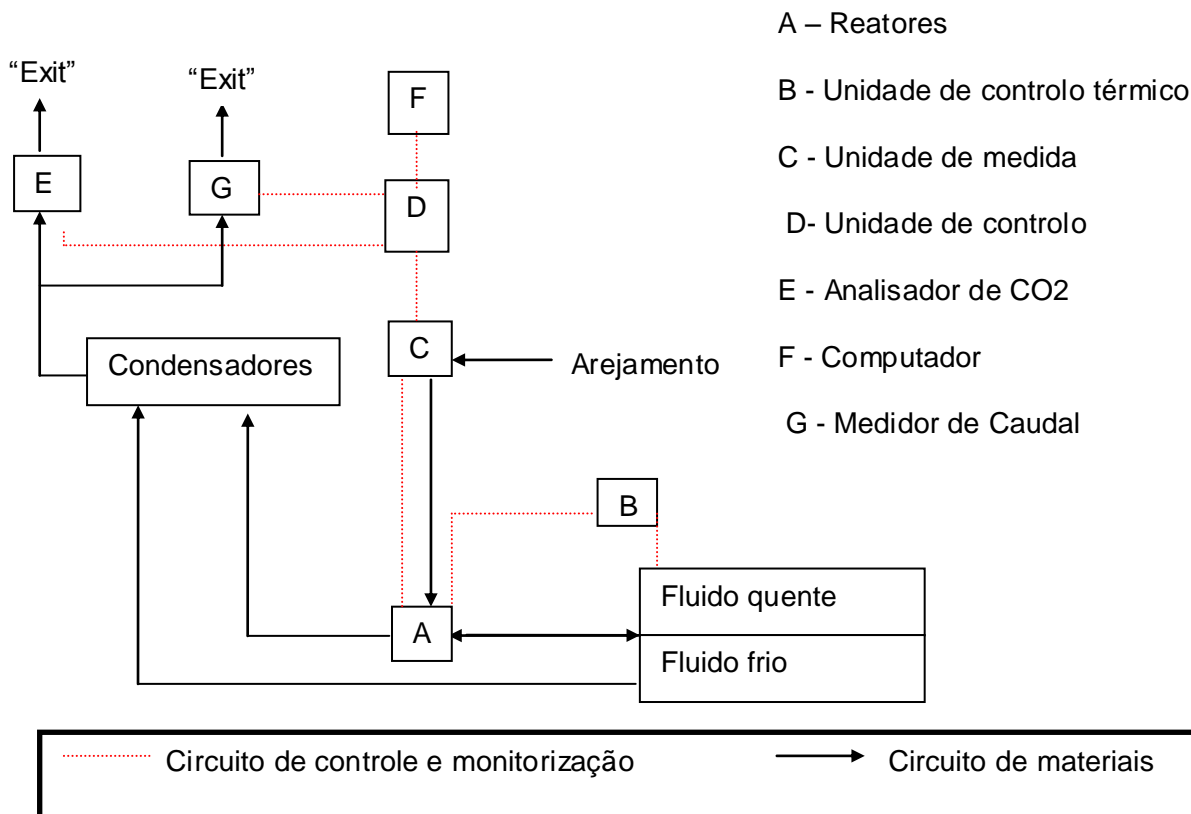 A – Reatores
“Exit”
“Exit”
F
B - Unidade de controlo térmico
E
G
D
C - Unidade de medida
D- Unidade de controlo
E - Analisador de CO2
Condensadores
C
Arejamento
F - Computador
G - Medidor de Caudal
B
Fluido quente
A
Fluido frio
Circuito de controle e monitorização
Circuito de materiais